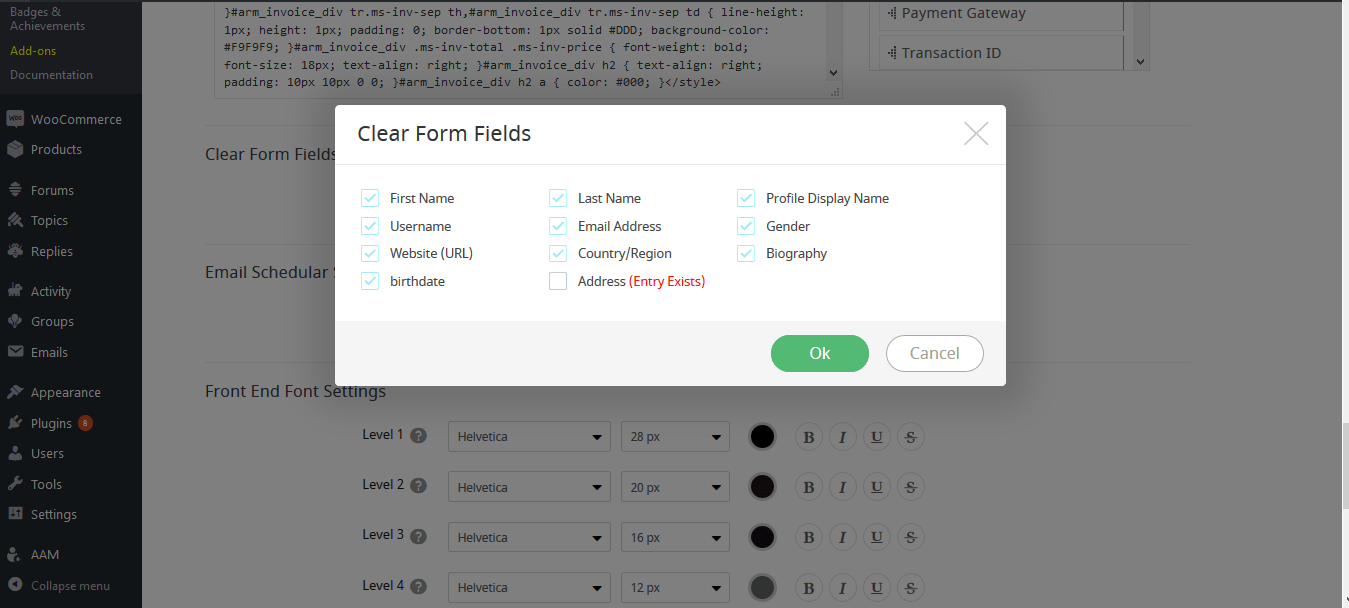 Badges &
Achievements
Add-ons
Documentation
WooCommerce
Products
Forums
Topics
Replies
Activity
Groups
Emails
Appearance
Plugins 8
Users
Tools
Settings
AAM
Collapse menu
}#arm_invoice_div tr.ms-inv-sep th,#arm_invoice_div tr.ms-inv-sep td { line-height:
1px; height: 1px; padding: 0; border-bottom: 1px solid #DDD; background-color:
#F9F9F9; }#arm_invoice_div .ms-inv-total .ms-inv-price { font-weight: bold;
font-size: 18px; text-align: right; }#arm_invoice_div h2 { text-align: right;
padding: 10px 10px 0 0; }#arm_invoice_div h2 a { color: #000; }</style>
Payment Gateway
Transaction ID
Clear Form Fields
Email Schedular
Clear Form Fields
First Name Last Name Profile Display Name
Username Email Address Gender
Website (URL) Country/Region Biography
birthdate Address (Entry Exists)
Ok Cancel
Front End Font Settings
Level 1 ? Helvetica 28 px B I U S
Level 2 ? Helvetica 20 px B I U S
Level 3 ? Helvetica 16 px B I U S
Level 4 ? Helvetica 12 px B I U S